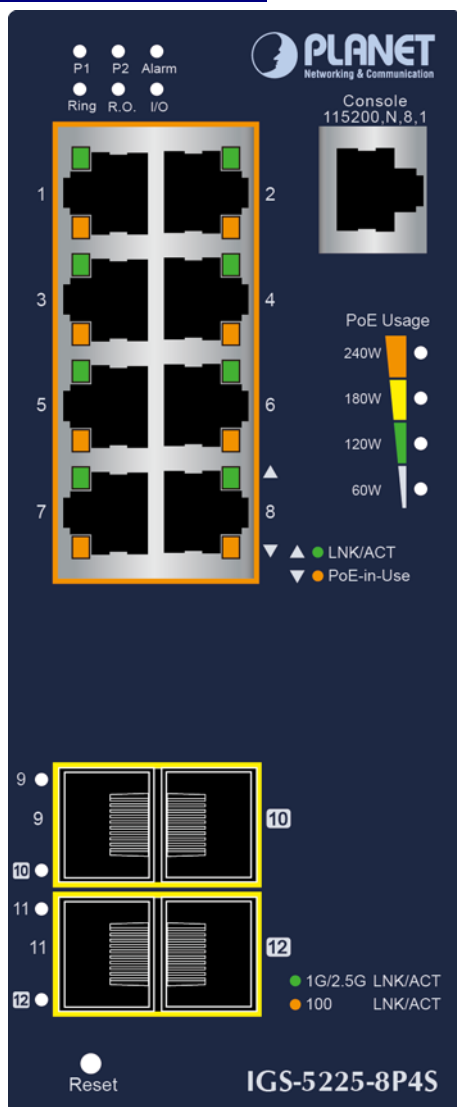 PLANET
Networking & Communication
P1 P2 Alarm
Ring R.O. I/O
Console
115200,N,8,1
1 2
3 4
5 6
7 8
PoE Usage
240W
180W
120W
60W
LNK/ACT
PoE-in-Use
9
9 10
10
11
11 12
12
1G/2.5G LNK/ACT
100 LNK/ACT
Reset
IGS-5225-8P4S